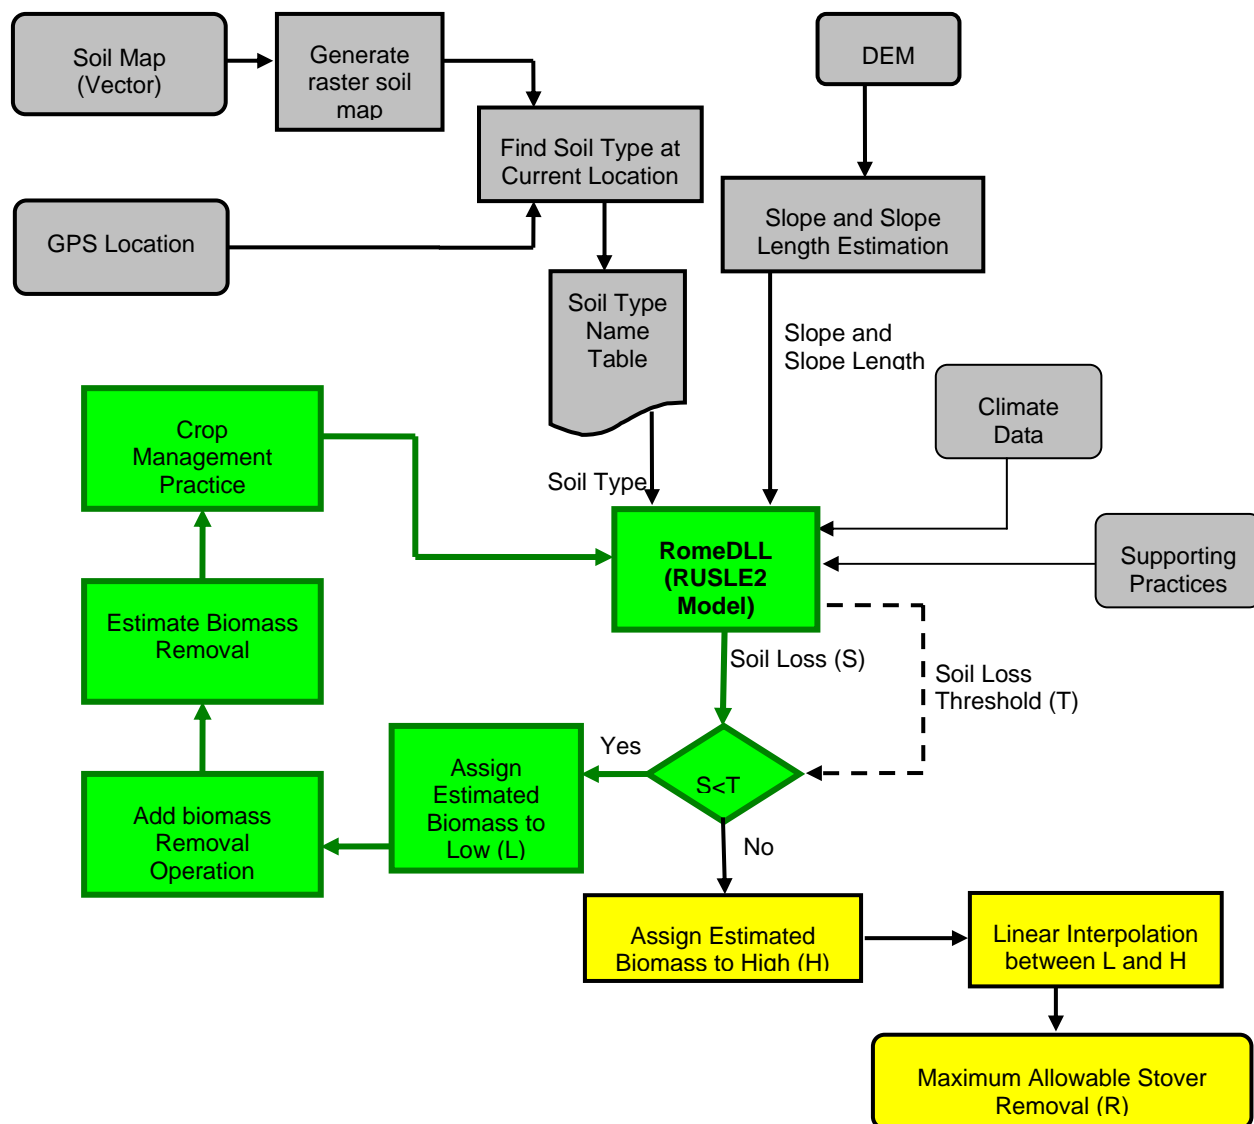 Soil Map
(Vector)
Generate
raster soil
map
DEM
Find Soil Type at
Current Location
GPS Location
Slope and Slope
Length Estimation
Soil Type
Name
Table
Slope and
Slope Length
Climate
Data
Crop
Management
Practice
Soil Type
RomeDLL
(RUSLE2
Model)
Supporting
Practices
Estimate Biomass
Removal
Soil Loss (S)
Soil Loss
Threshold (T)
Yes
Assign
Estimated
Biomass to
Low (L)
S<T
Add biomass
Removal
Operation
No
Assign Estimated
Biomass to High (H)
Linear Interpolation
between L and H
Maximum Allowable Stover
Removal (R)